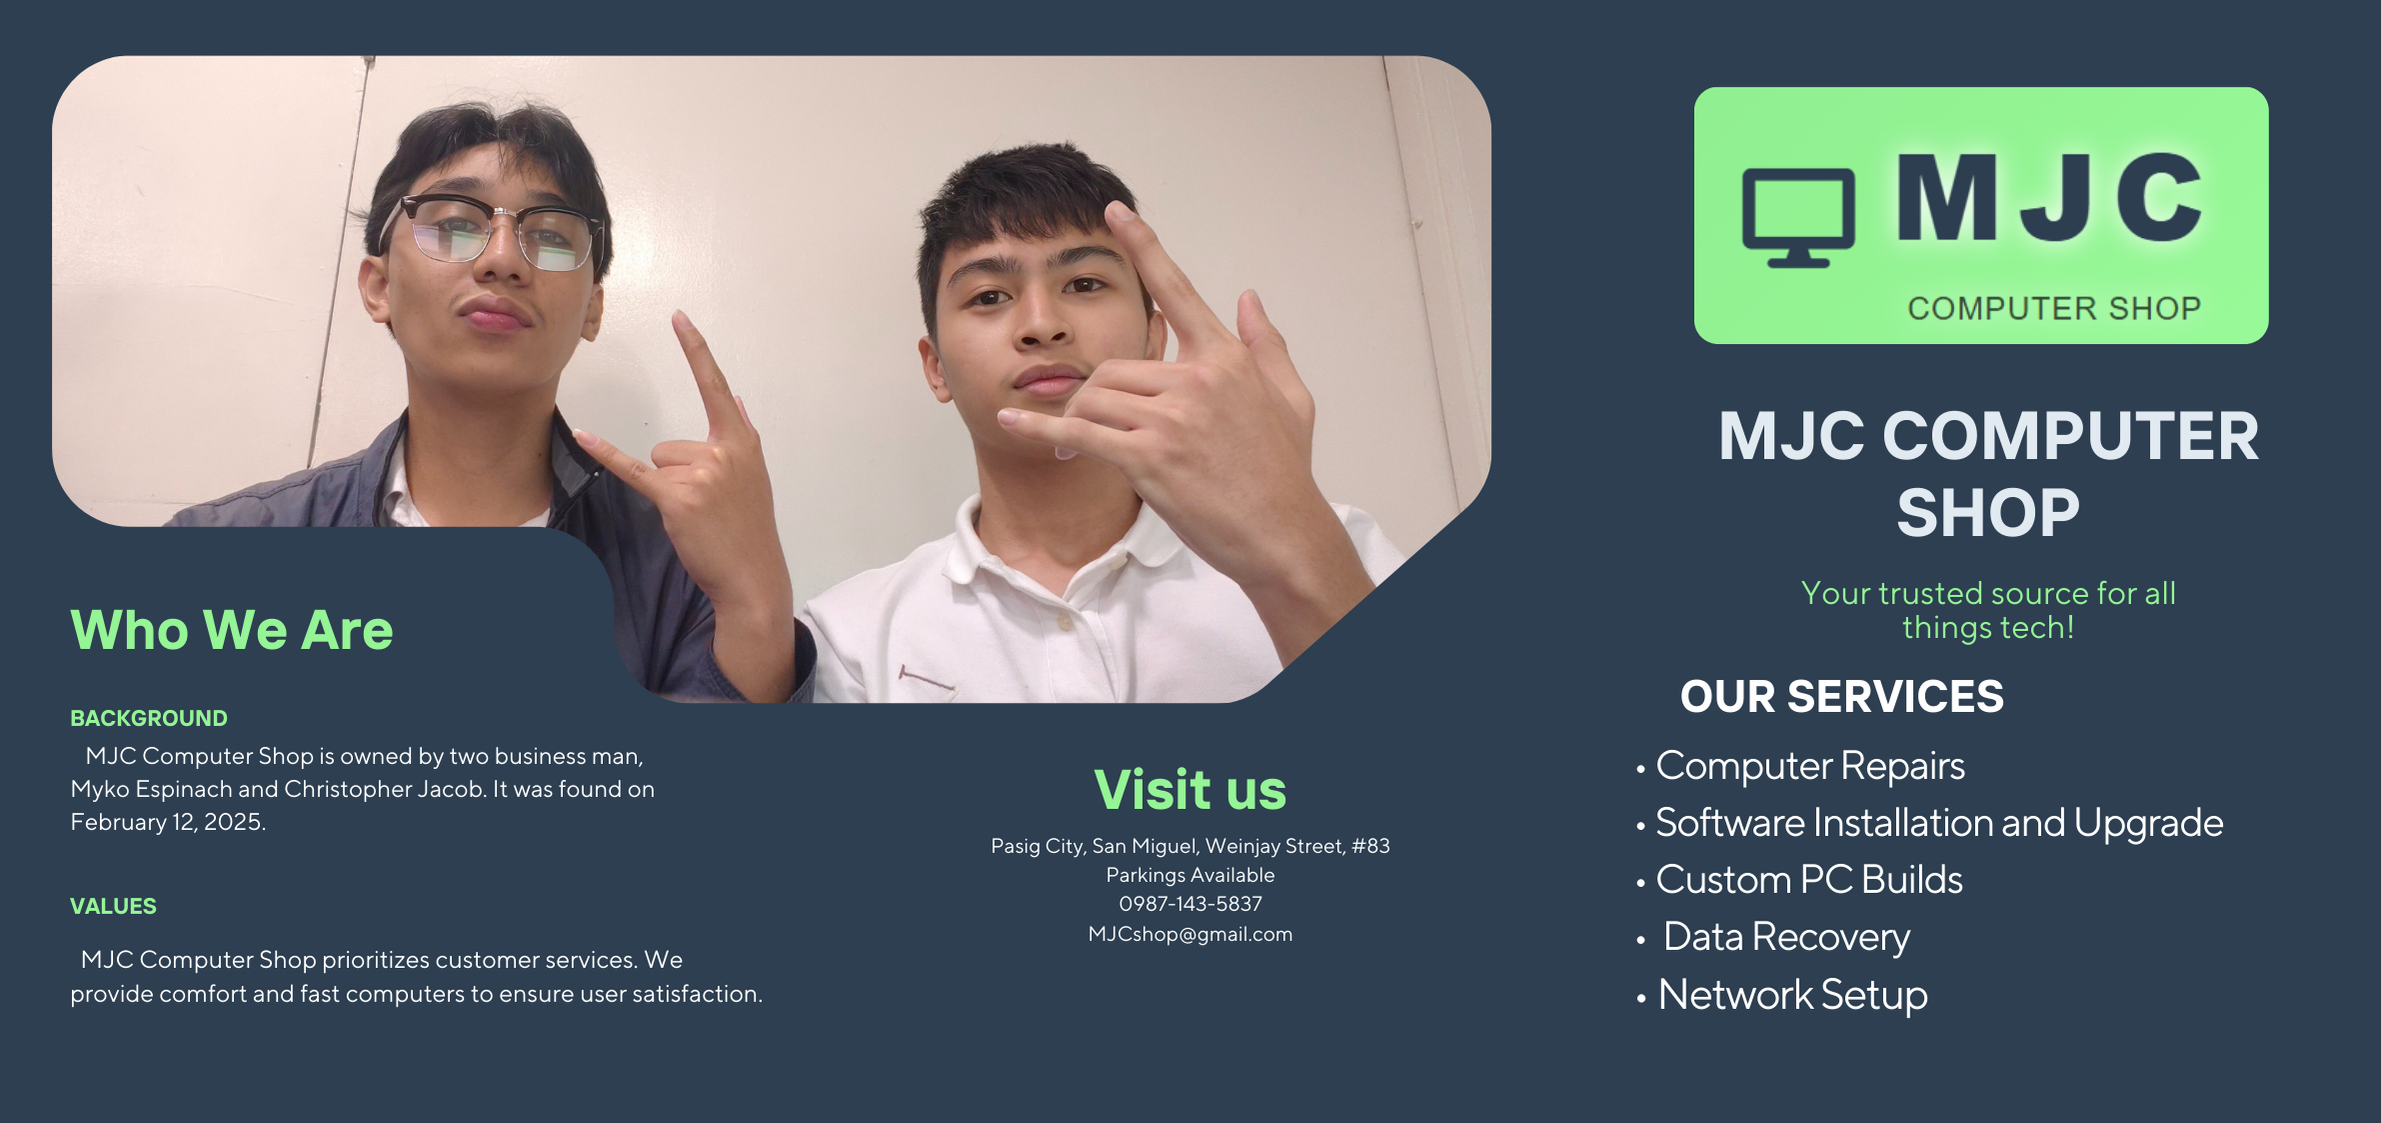 Who We Are
BACKGROUND
MJC Computer Shop is owned by two business man,
Myko Espinach and Christopher Jacob. It was found on
February 12, 2025.
VALUES
MJC Computer Shop prioritizes customer services. We
provide comfort and fast computers to ensure user satisfaction.
Visit us
Pasig City, San Miguel, Weinjay Street, #83
Parkings Available
0987-143-5837
MJCshop@gmail.com
MJC
COMPUTER SHOP
MJC COMPUTER
SHOP
Your trusted source for all
things tech!
OUR SERVICES
• Computer Repairs
• Software Installation and Upgrade
• Custom PC Builds
• Data Recovery
• Network Setup